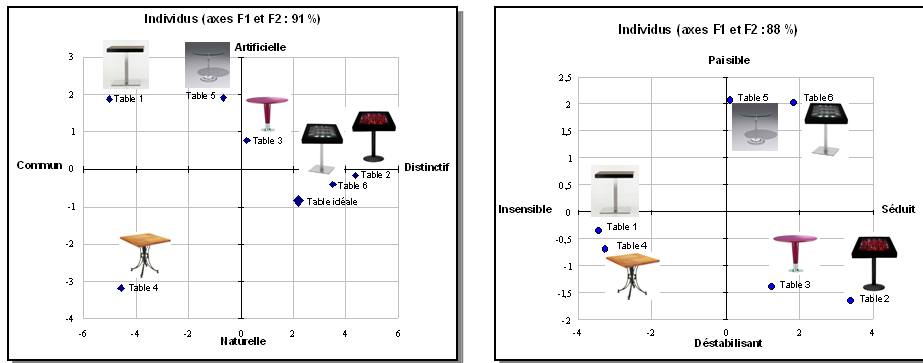 Individus (axes F1 et F2 : 91 %)
Artificielle
3
2
1
0
-1
-2
-3
-4
Commun
Distinctif
Table 1
Table 5
Table 3
Table 2
Table 6
Table idéale
Table 4
-6
-4
-2
0
2
4
6
Naturelle
Individus (axes F1 et F2 : 88 %)
Paisible
2,5
2
1,5
1
0,5
0
-0,5
-1
-1,5
-2
Insensible
Séduit
Table 5
Table 6
Table 1
Table 4
Table 3
Table 2
-4
-2
0
2
4
Déstabilisant